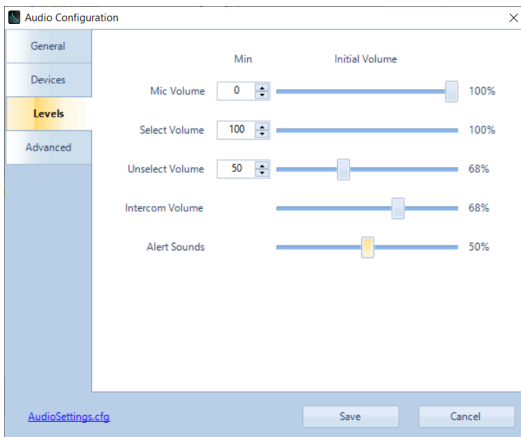 Audio Configuration
General
Devices
Levels
Advanced
Min Initial Volume
Mic Volume 0 100%
Select Volume 100 100%
Unselect Volume 50 68%
Intercom Volume 68%
Alert Sounds 50%
AudioSettings.cfg Save Cancel